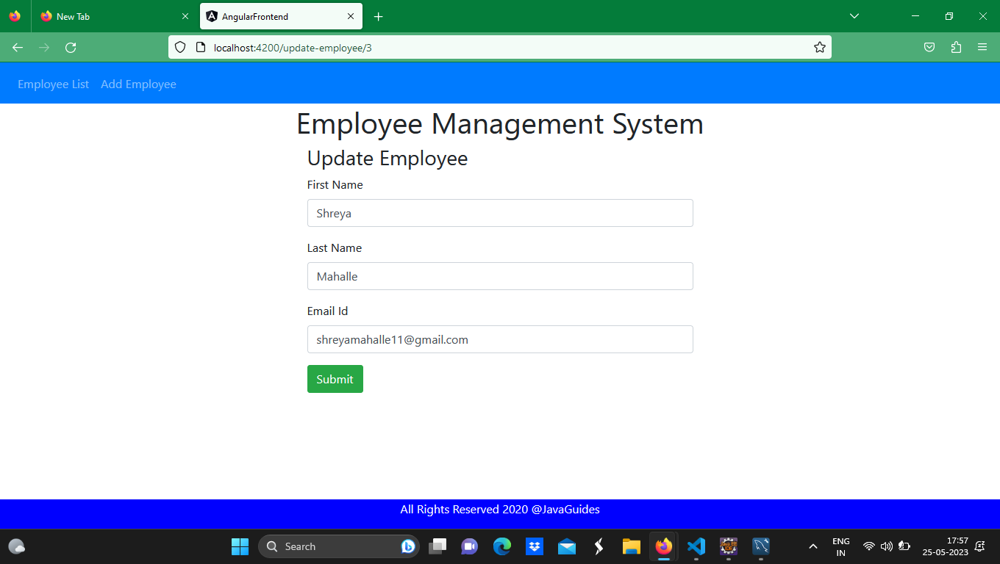 New Tab
AngularFrontend
localhost:4200/update-employee/3
Employee List Add Employee
Employee Management System
Update Employee
First Name
Shreya
Last Name
Mahalle
Email Id
shreyamahalle11@gmail.com
Submit
All Rights Reserved 2020 @JavaGuides
Search
ENG
IN
17:57
25-05-2023